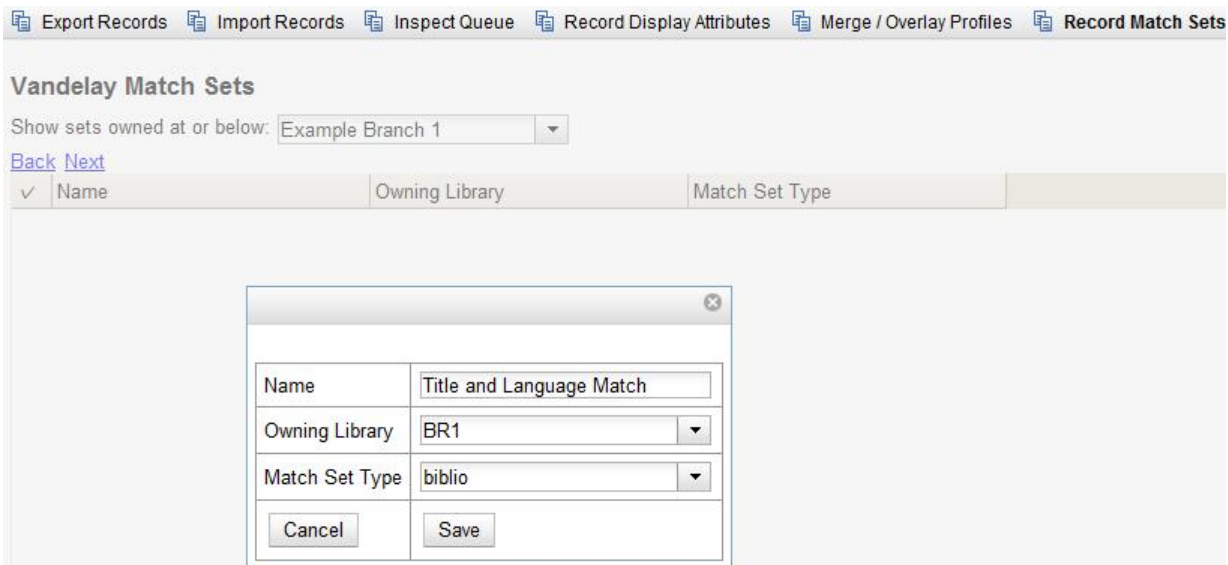 Export Records Import Records Inspect Queue Record Display Attributes Merge / Overlay Profiles Record Match Sets
Vandelay Match Sets
Show sets owned at or below: Example Branch 1
Back Next
Name Owning Library Match Set Type
Name Title and Language Match
Owning Library BR1
Match Set Type biblio
Cancel Save